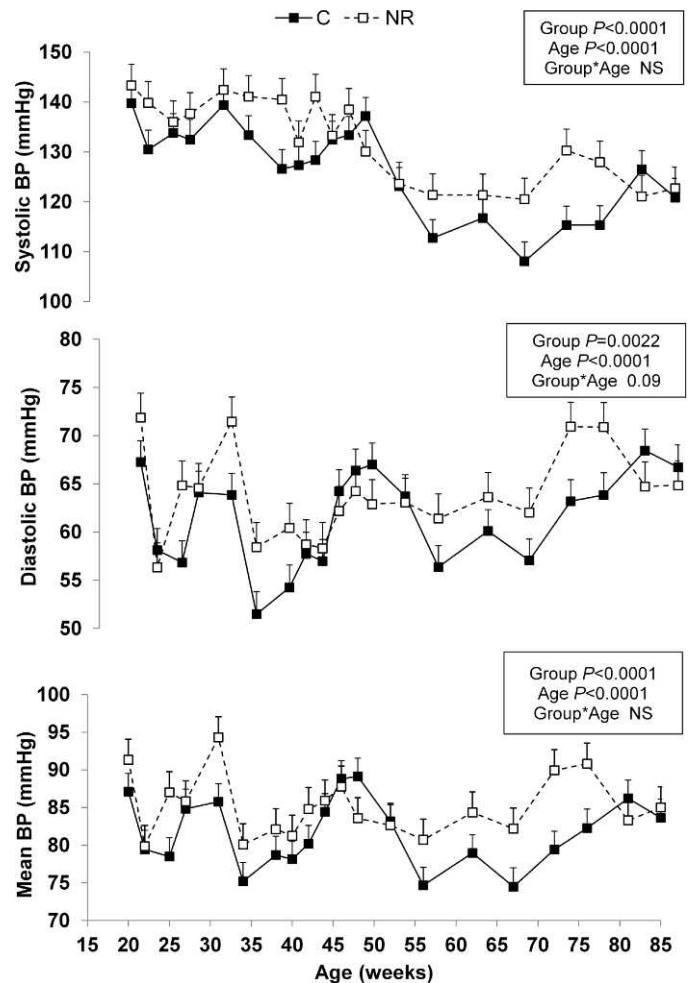 C NR
Group P<0.0001
Age P<0.0001
Group*Age NS
Systolic BP (mmHg)
150
140
130
120
110
100
Group P=0.0022
Age P<0.0001
Group*Age 0.09
Diastolic BP (mmHg)
80
75
70
65
60
55
50
Group P<0.0001
Age P<0.0001
Group*Age NS
Mean BP (mmHg)
100
95
90
85
80
75
70
15 20 25 30 35 40 45 50 55 60 65 70 75 80 85
Age (weeks)